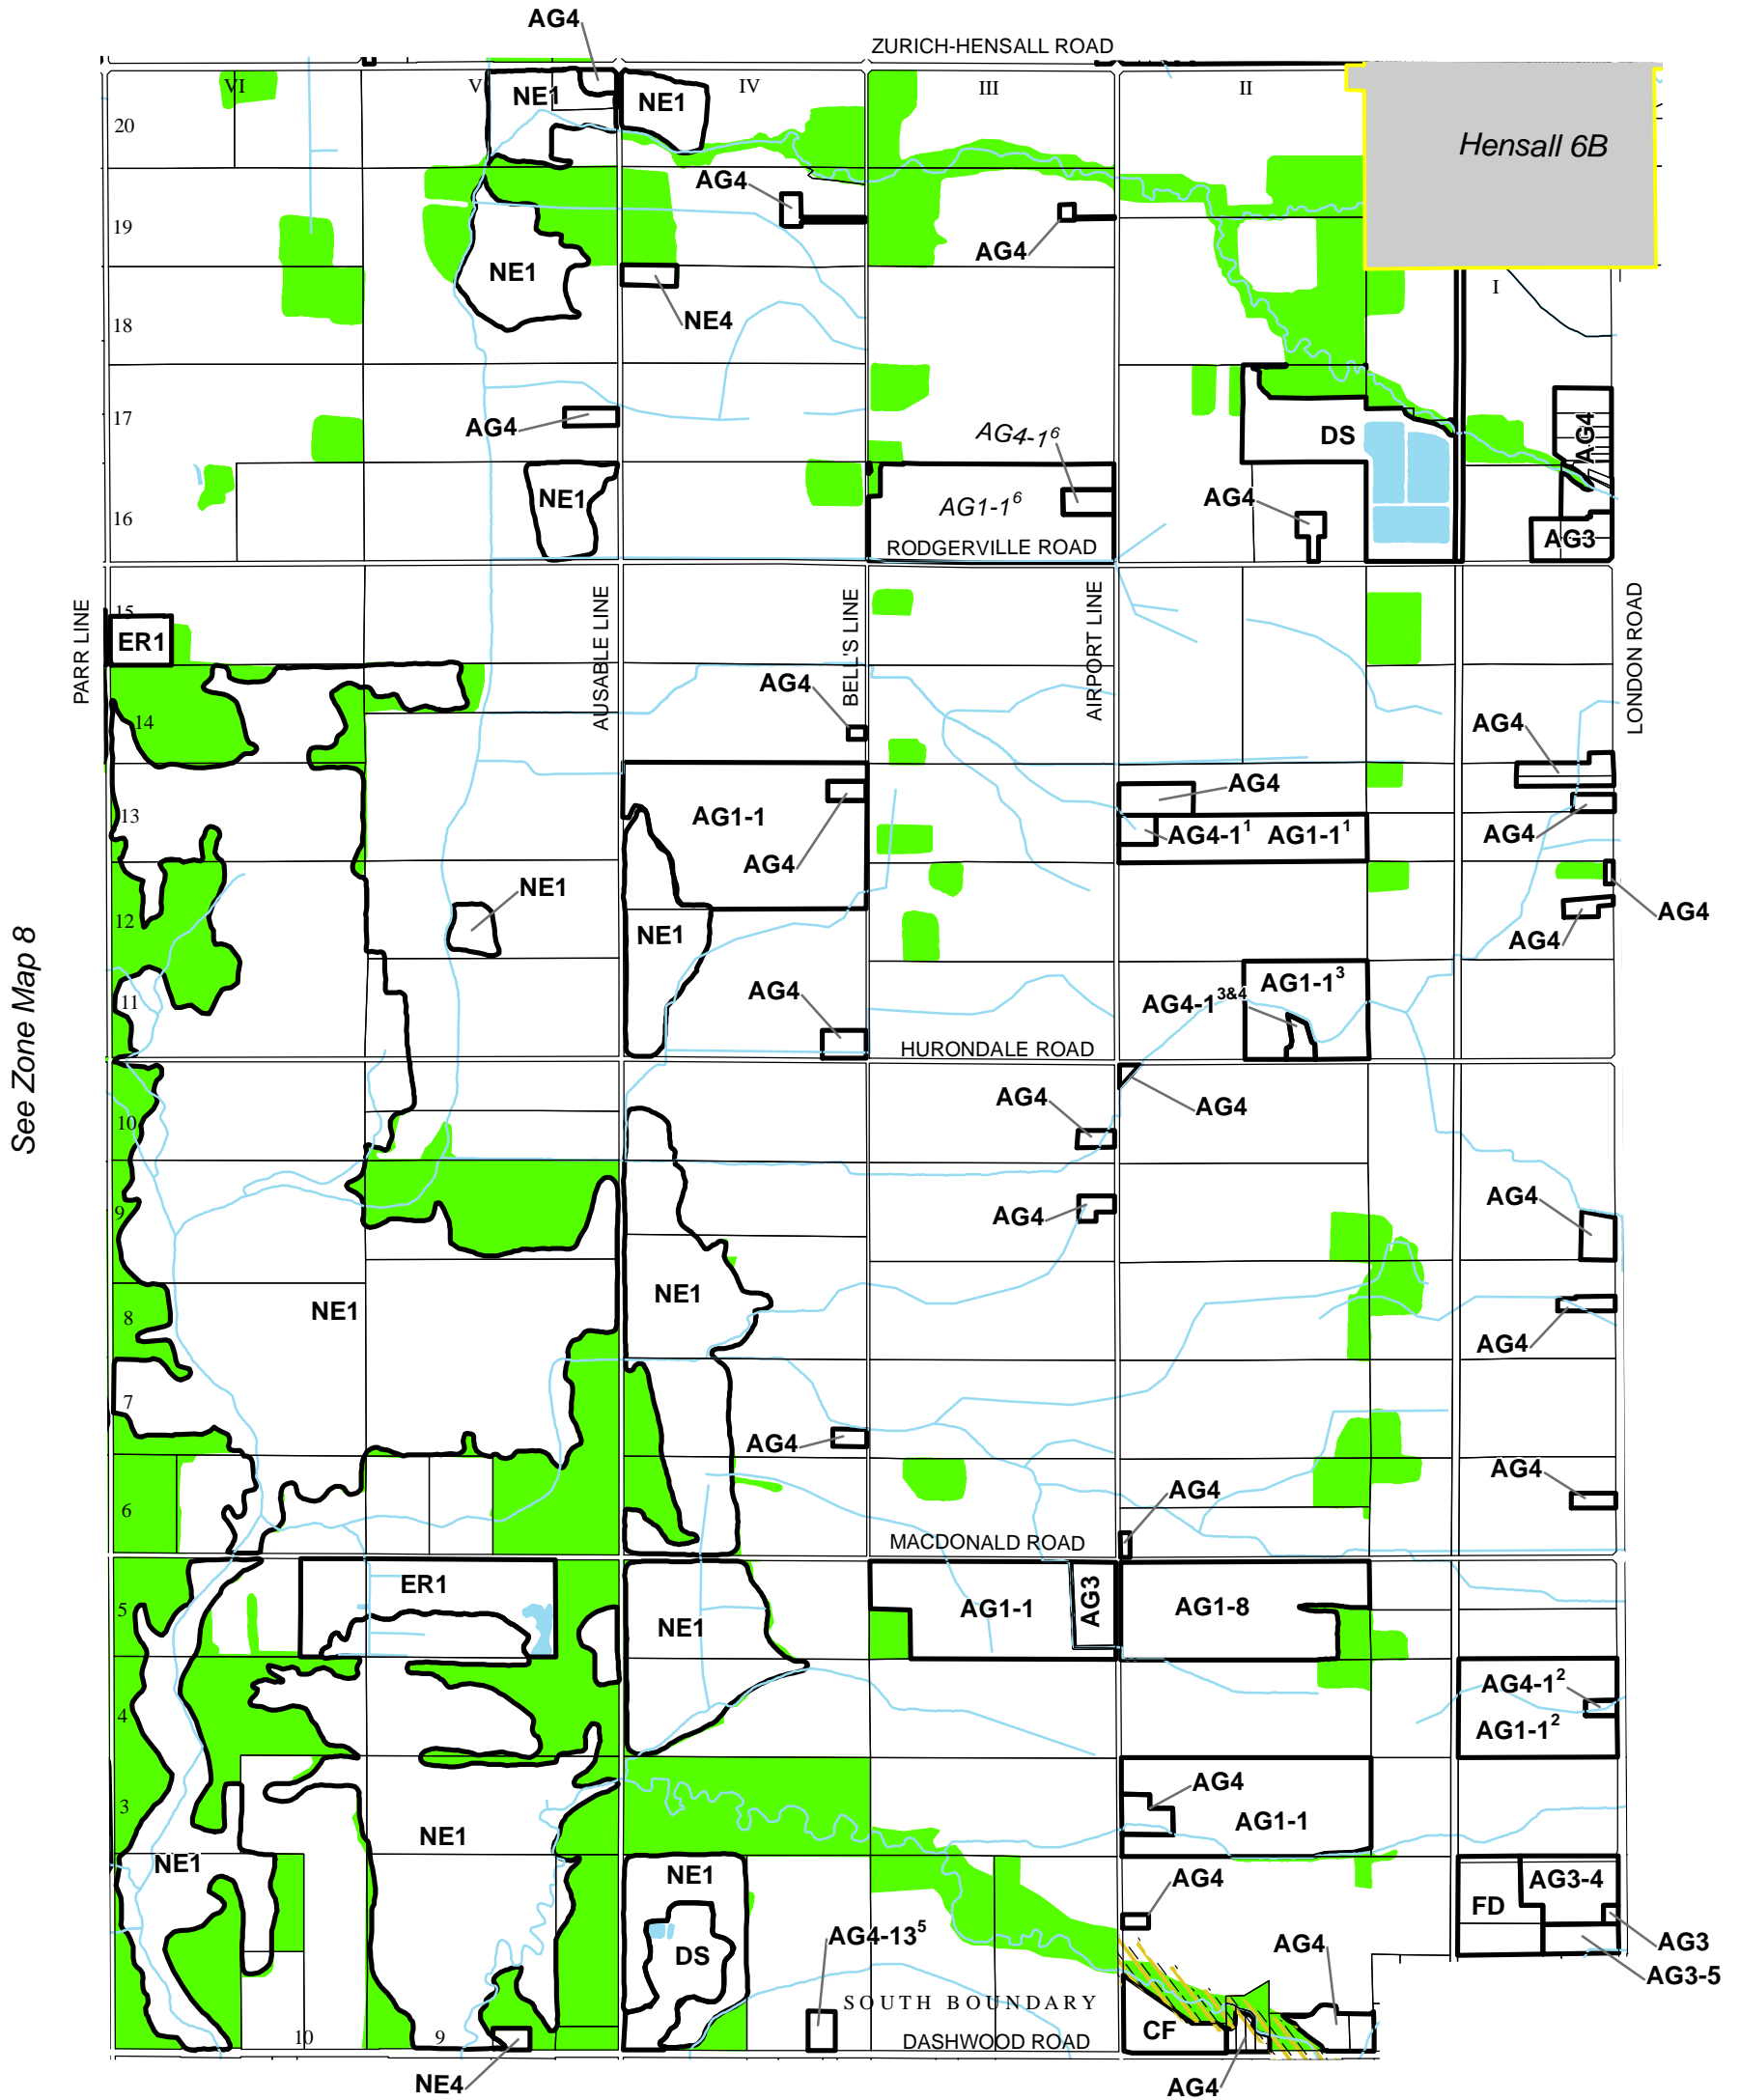 AG4
ZURICH-HENSALL ROAD
VI
V
NE1
NE1
IV
III
II
Hensall 6B
20
AG4
19
AG4
NE1
I
NE4
18
17
AG4
AG4-1⁶
DS
AG4
NE1
AG1-1⁶
AG4
16
AG3
RODGERVILLE ROAD
PARR LINE
AUSABLE LINE
BELL'S LINE
AIRPORT LINE
LONDON ROAD
15
ER1
AG4
14
AG4
AG4
13
AG1-1
AG4-1¹
AG1-1¹
AG4
AG4
NE1
12
NE1
AG4
AG4
See Zone Map 8
11
AG4
AG4-1³&⁴
AG1-1³
HURONDALE ROAD
10
AG4
AG4
9
AG4
AG4
NE1
NE1
8
AG4
7
AG4
AG4
AG4
6
MACDONALD ROAD
ER1
5
NE1
AG1-1
AG3
AG1-8
AG4-1²
4
AG1-1²
AG4
3
AG1-1
NE1
NE1
NE1
AG4
AG3-4
FD
AG4-13⁵
DS
AG4
AG3
AG3-5
SOUTH BOUNDARY
10
9
CF
DASHWOOD ROAD
NE4
AG4